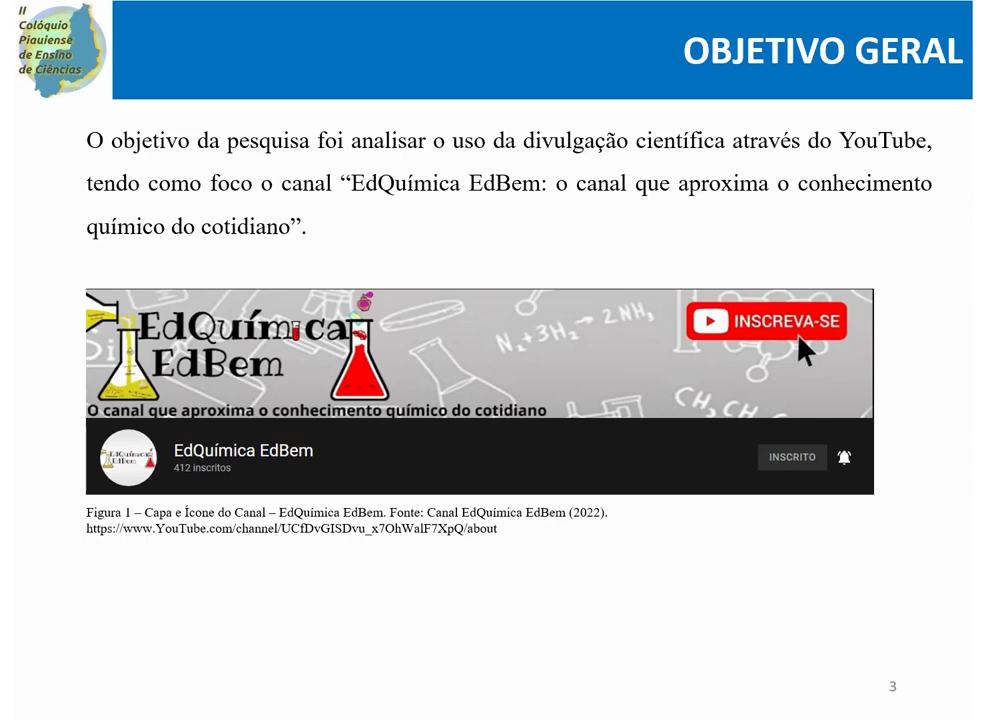 II
Colóquio
Piauiense
de Ensino
de Ciências
OBJETIVO GERAL
O objetivo da pesquisa foi analisar o uso da divulgação científica através do YouTube,
tendo como foco o canal “EdQuímica EdBem: o canal que aproxima o conhecimento
químico do cotidiano”.
EdQuímica
EdBem
N₂+3H₂→2NH₃
INSCREVA-SE
CH₃CH
O canal que aproxima o conhecimento químico do cotidiano
EdQuímica
EdBem
EdQuímica EdBem
412 inscritos
INSCRITO
Figura 1 – Capa e Ícone do Canal – EdQuímica EdBem. Fonte: Canal EdQuímica EdBem (2022).
https://www.YouTube.com/channel/UCfDvGISDvu_x7OhWalF7XpQ/about
3